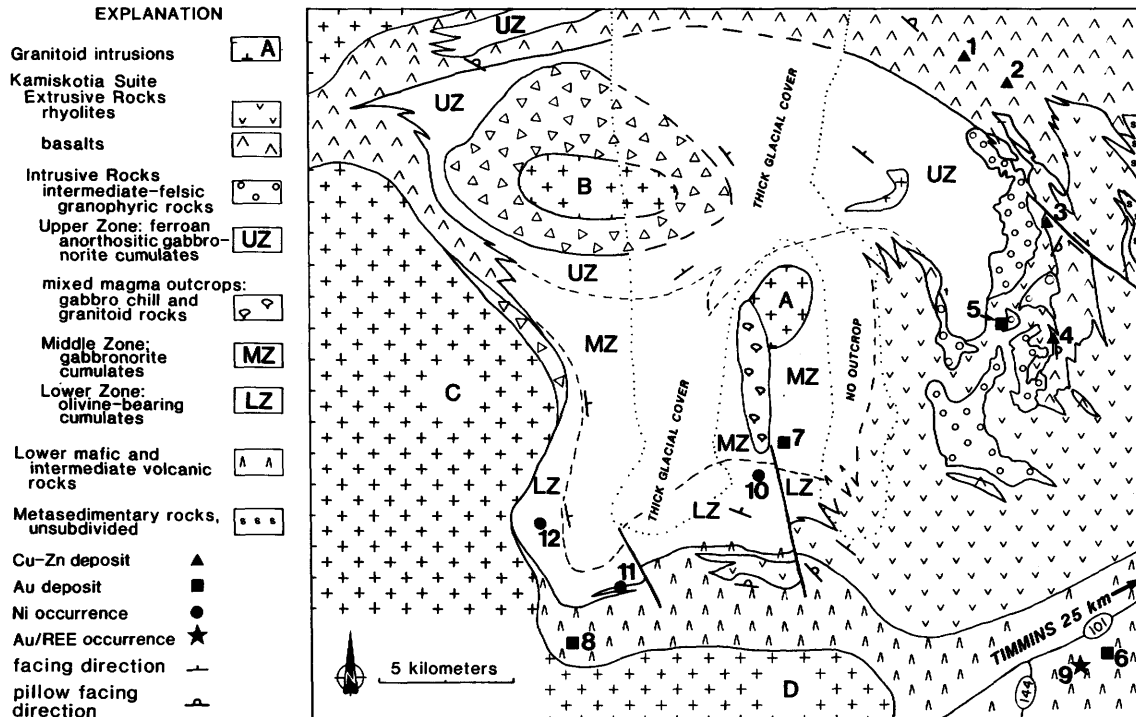 EXPLANATION
Granitoid intrusions
A
Kamiskotia Suite
Extrusive Rocks
rhyolites
basalts
Intrusive Rocks
intermediate-felsic
granophyric rocks
Upper Zone: ferroan
anorthositic gabbro-
norite cumulates
UZ
mixed magma outcrops:
gabbro chill and
granitoid rocks
Middle Zone:
gabbronorite
cumulates
MZ
Lower Zone:
olivine-bearing
cumulates
LZ
Lower mafic and
intermediate volcanic
rocks
Metasedimentary rocks,
unsubdivided
s s s
Cu-Zn deposit
Au deposit
Ni occurrence
Au/REE occurrence
facing direction
pillow facing
direction
UZ
1
2
UZ
THICK GLACIAL COVER
B
UZ
3
UZ
A
5
4
MZ
C
MZ
NO OUTCROP
THICK GLACIAL COVER
MZ
7
LZ
10
LZ
LZ
12
11
8
5 kilometers
D
TIMMINS 25 km
101
144
9
6